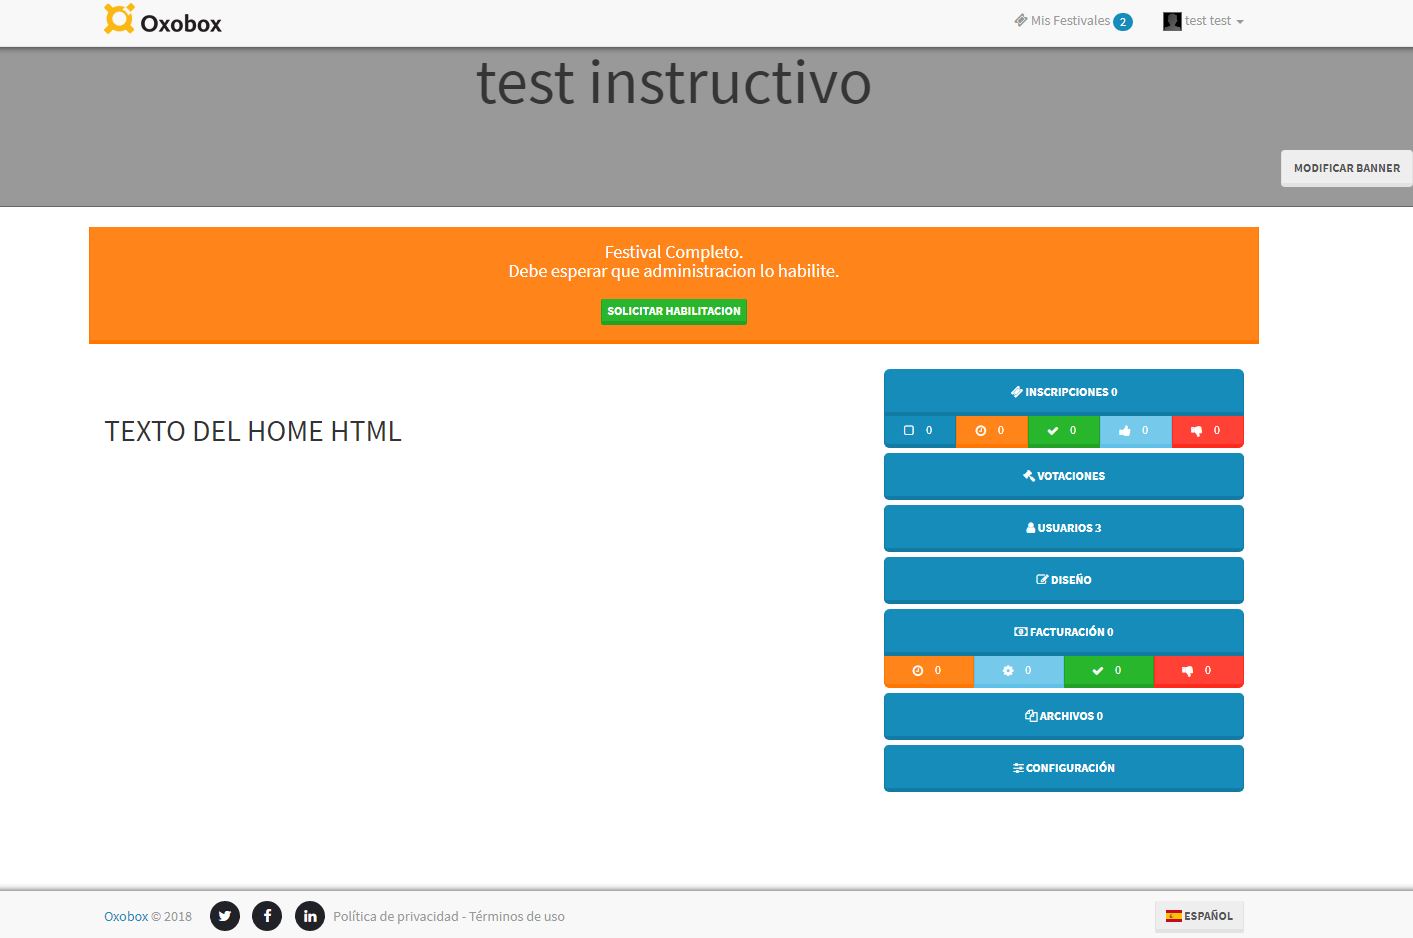 Oxobox
Mis Festivales 2
test test
test instructivo
MODIFICAR BANNER
Festival Completo.
Debe esperar que administracion lo habilite.
SOLICITAR HABILITACION
TEXTO DEL HOME HTML
INSCRIPCIONES 0
0 0 0 0 0
VOTACIONES
USUARIOS 3
DISEÑO
FACTURACIÓN 0
0 0 0 0
ARCHIVOS 0
CONFIGURACIÓN
Oxobox © 2018
Política de privacidad - Términos de uso
ESPAÑOL